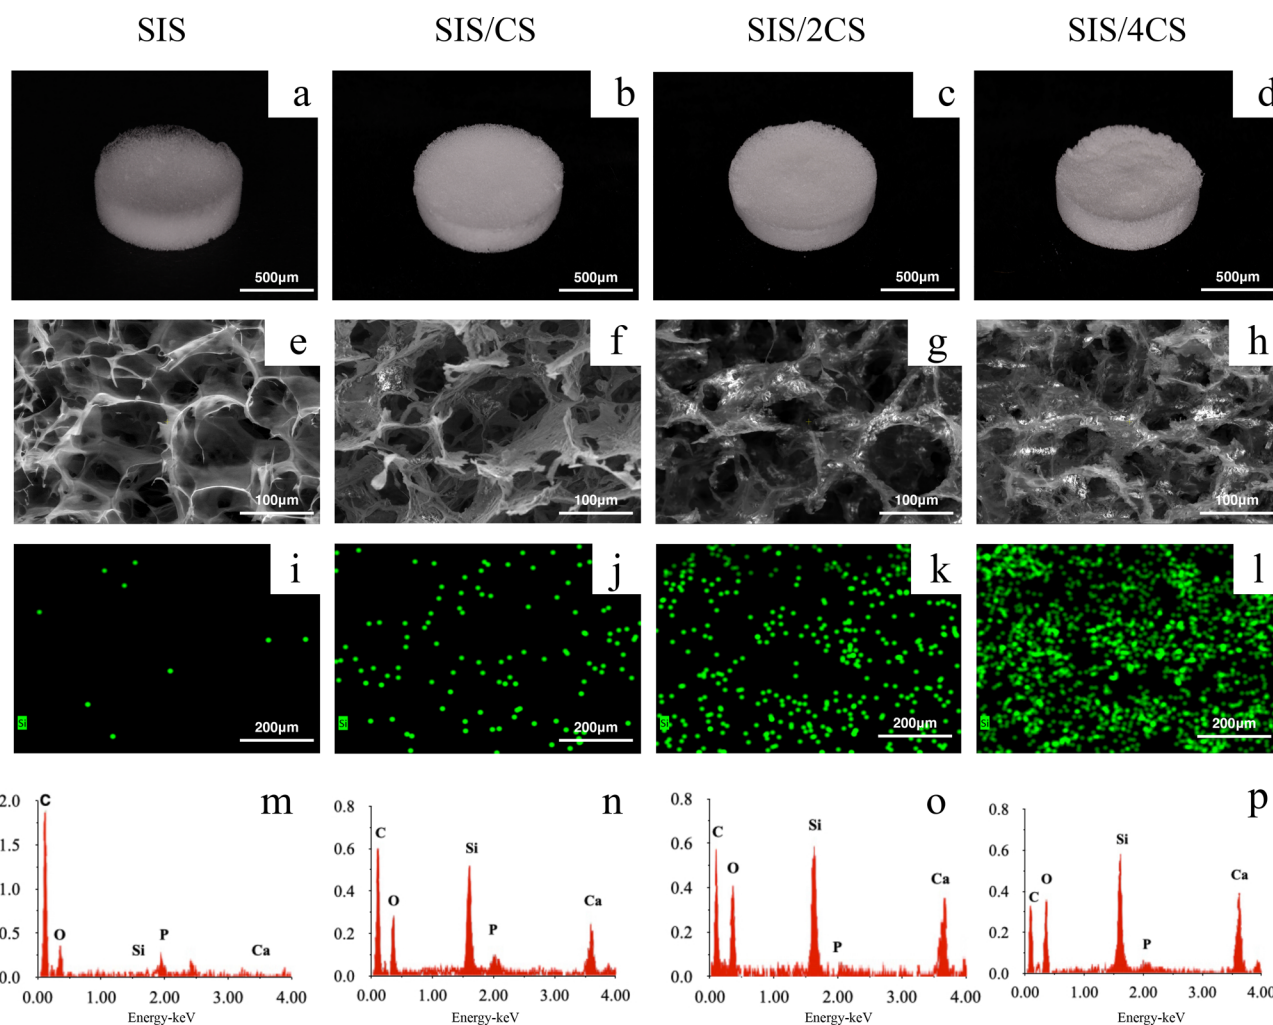 SIS SIS/CS SIS/2CS SIS/4CS
a b c d
500μm 500μm 500μm 500μm
e f g h
100μm 100μm 100μm 100μm
i j k l
Si Si Si Si
200μm 200μm 200μm 200μm
m n o p
2.0 1.5 1.0 0.5 0.0
C O Si P Ca
0.00 1.00 2.00 3.00 4.00
Energy-keV
0.8 0.6 0.4 0.2 0.0
C O Si P Ca
0.00 1.00 2.00 3.00 4.00
Energy-keV
0.8 0.6 0.4 0.2 0.0
C O Si P Ca
0.00 1.00 2.00 3.00 4.00
Energy-keV
0.8 0.6 0.4 0.2 0.0
C O Si P Ca
0.00 1.00 2.00 3.00 4.00
Energy-keV